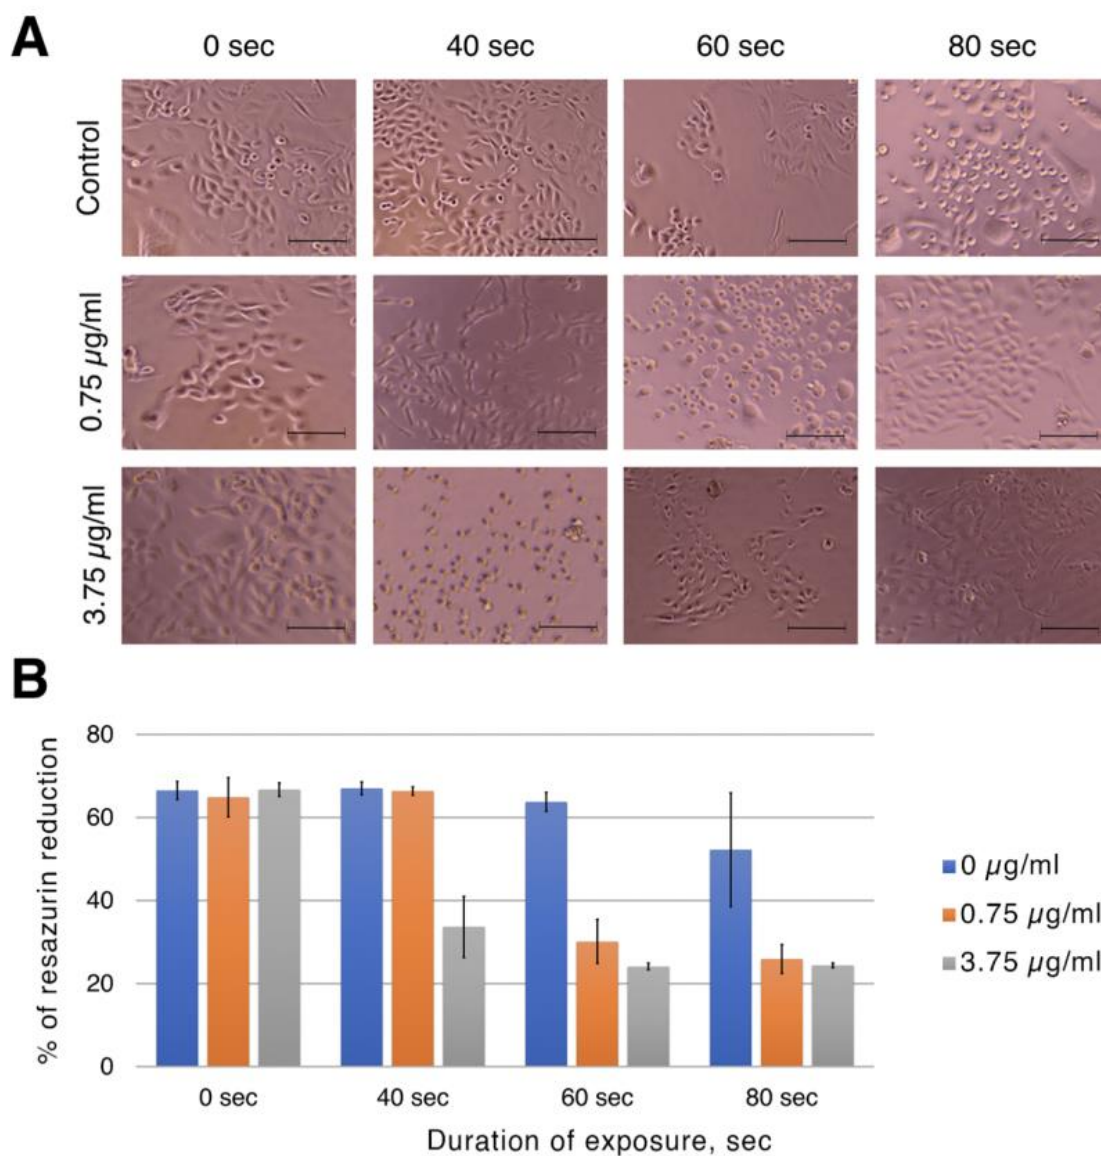 A
0 sec 40 sec 60 sec 80 sec
Control
0.75 µg/ml
3.75 µg/ml
B
% of resazurin reduction
80
60
40
20
0
0 sec 40 sec 60 sec 80 sec
Duration of exposure, sec
0 µg/ml
0.75 µg/ml
3.75 µg/ml